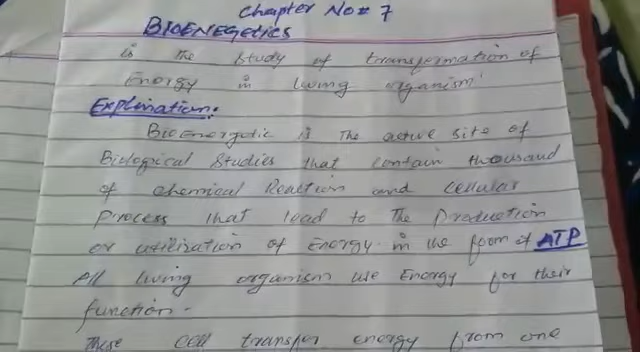 Chapter No# 7
BIOENEGetics
is the study of transformation of
Energy in living organism.
Explination:
BioEnergetic is The active site of
Biological Studies that contain thousand
of chemical Reaction and cellular
Process that lead to The Production
or utilization of Energy in the form of ATP
All living organism use Energy for their
function.
These cell transfer energy from one